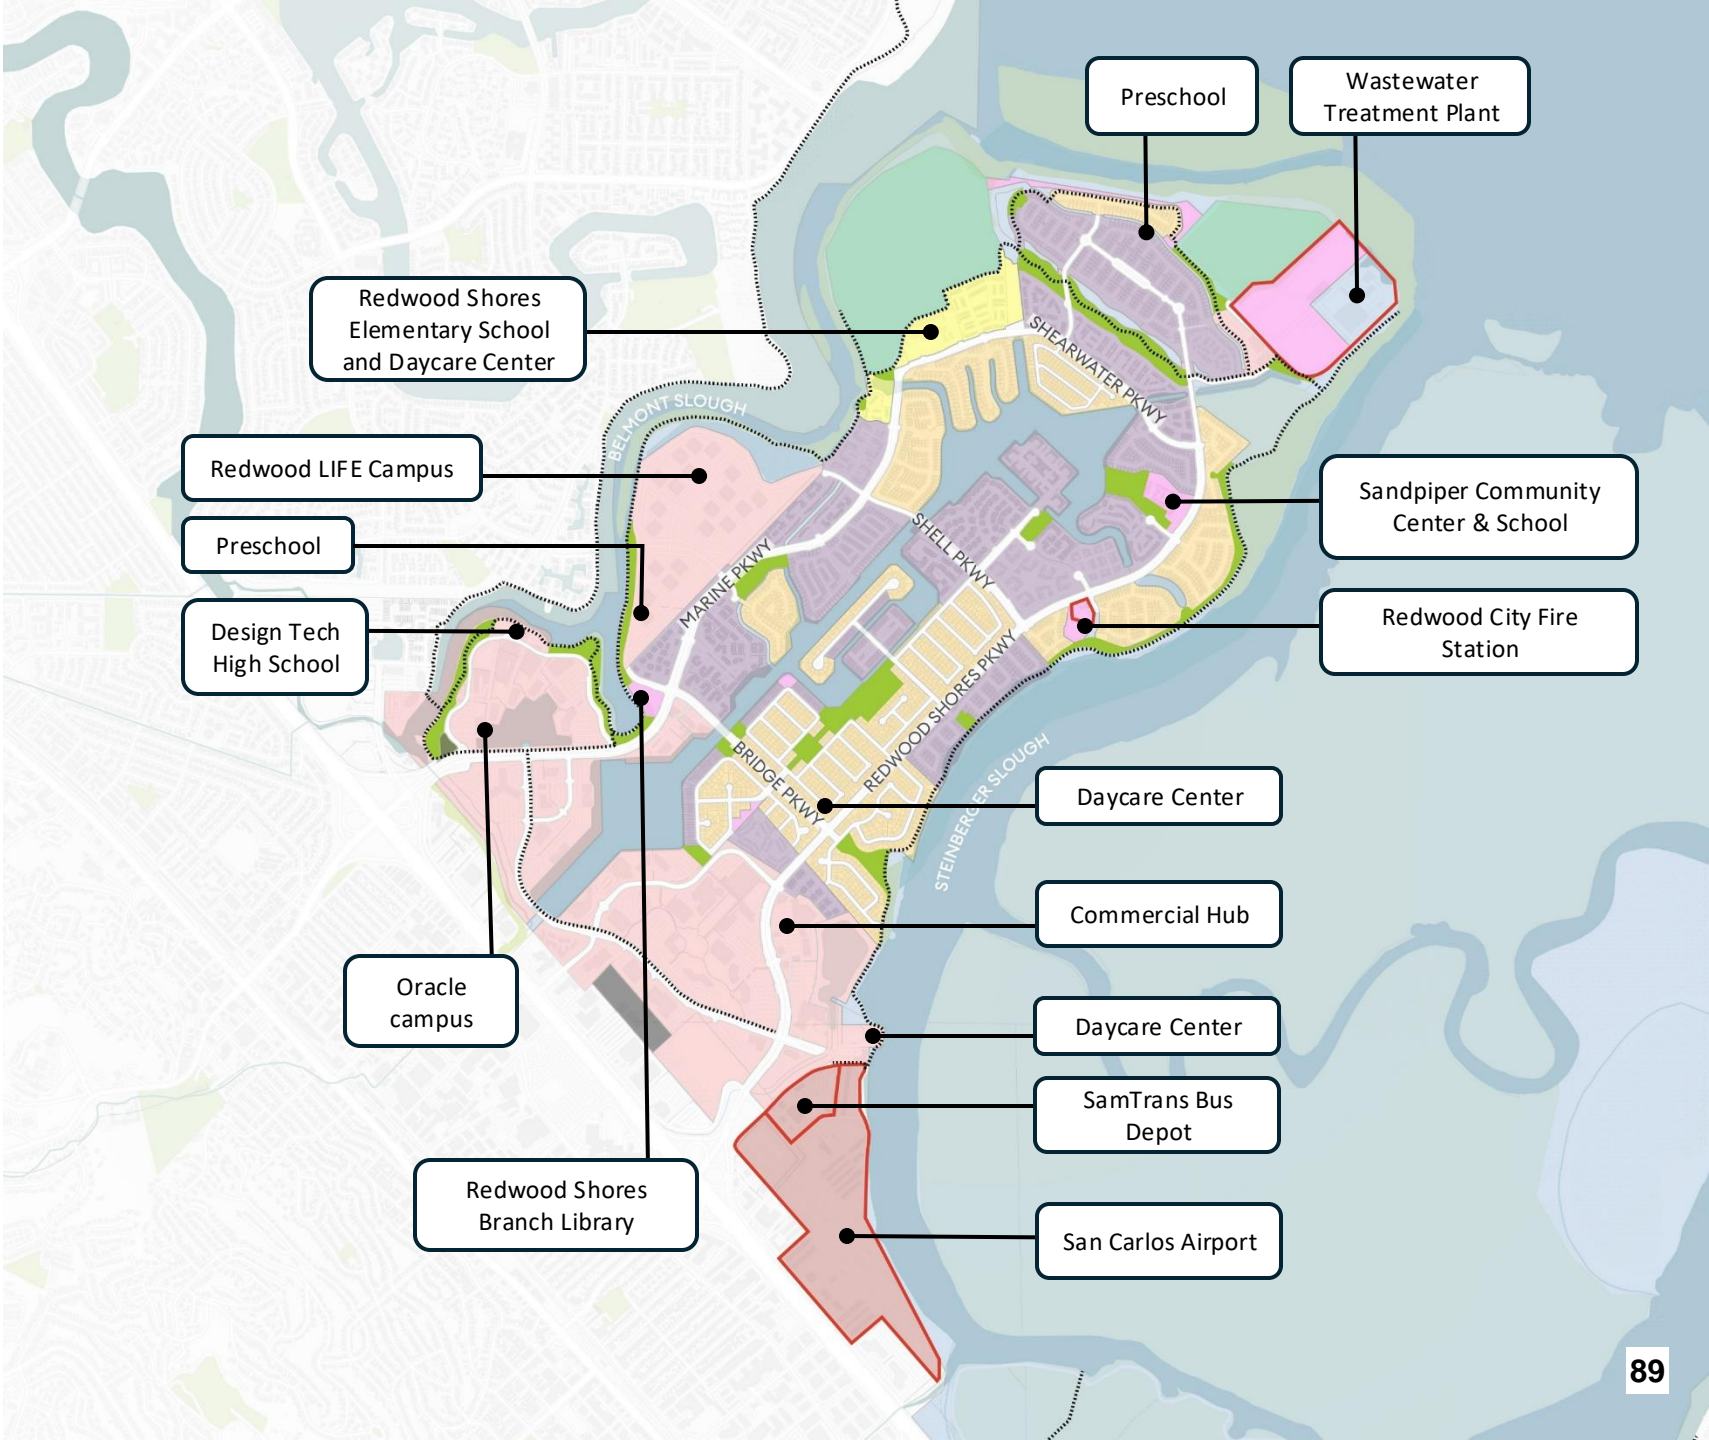 Preschool
Wastewater
Treatment Plant
Redwood Shores
Elementary School
and Daycare Center
SHEARWATER PKWY
BELMONT SLOUGH
Redwood LIFE Campus
Sandpiper Community
Center & School
Preschool
SHELL PKWY
MARINE PKWY
Design Tech
High School
Redwood City Fire
Station
REDWOOD SHORES PKWY
BRIDGE PKWY
STEINBERGER SLOUGH
Daycare Center
Commercial Hub
Oracle
campus
Daycare Center
SamTrans Bus
Depot
Redwood Shores
Branch Library
San Carlos Airport
89